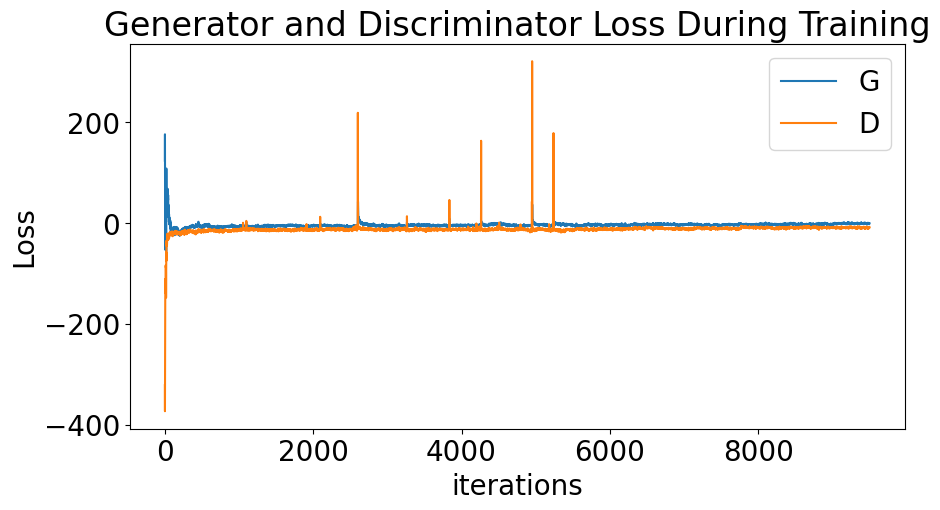 Generator and Discriminator Loss During Training
G
D
200
0
−200
−400
Loss
0 2000 4000 6000 8000
iterations